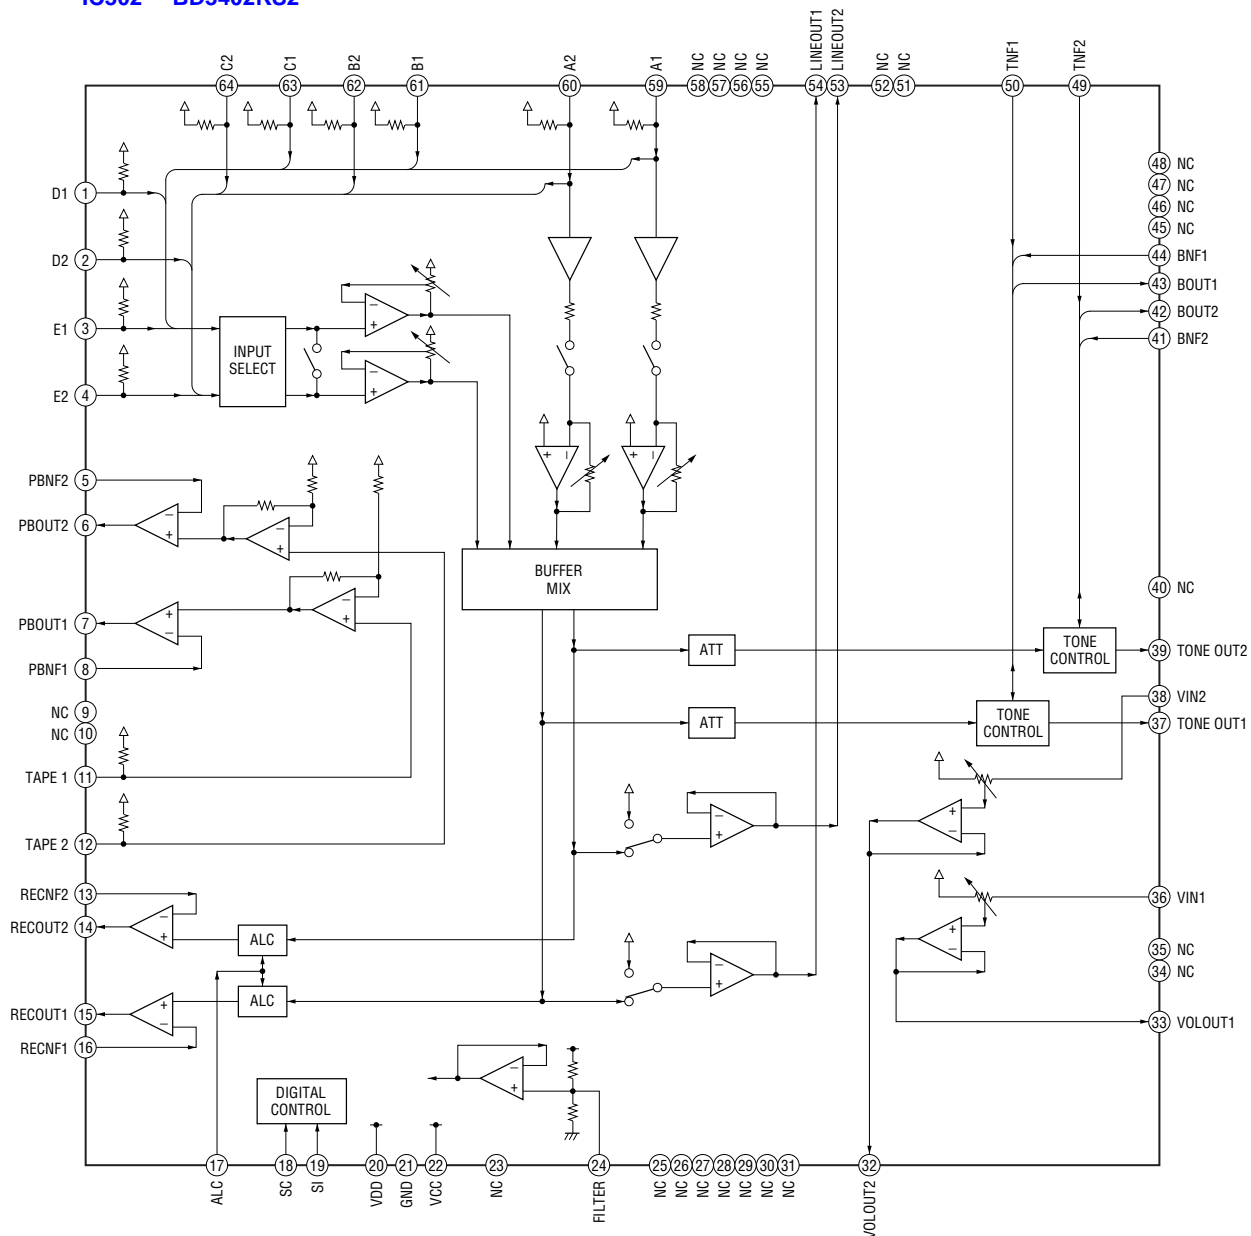 C2
C1
B2
B1
A2
A1
NC
NC
NC
NC
LINEOUT1
LINEOUT2
NC
NC
TNF1
TNF2
64
63
62
61
60
59
58
57
56
55
54
53
52
51
50
49
D1 1
D2 2
E1 3
E2 4
INPUT
SELECT
−
+
−
+
+ −
+ −
48 NC
47 NC
46 NC
45 NC
44 BNF1
43 BOUT1
42 BOUT2
41 BNF2
PBNF2 5
PBOUT2 6
PBOUT1 7
PBNF1 8
−
+
−
+
+
−
−
+
BUFFER
MIX
40 NC
ATT
TONE
CONTROL
39 TONE OUT2
38 VIN2
ATT
TONE
CONTROL
37 TONE OUT1
NC 9
NC 10
TAPE 1 11
TAPE 2 12
−
+
+
−
RECNF2 13
RECOUT2 14
−
+
ALC
ALC
RECOUT1 15
RECNF1 16
+
−
−
+
+
−
36 VIN1
35 NC
34 NC
33 VOLOUT1
−
+
DIGITAL
CONTROL
17
18
19
20
21
22
23
24
25
26
27
28
29
30
31
32
ALC
SC
SI
VDD
GND
VCC
NC
FILTER
NC
NC
NC
NC
NC
NC
NC
VOLOUT2